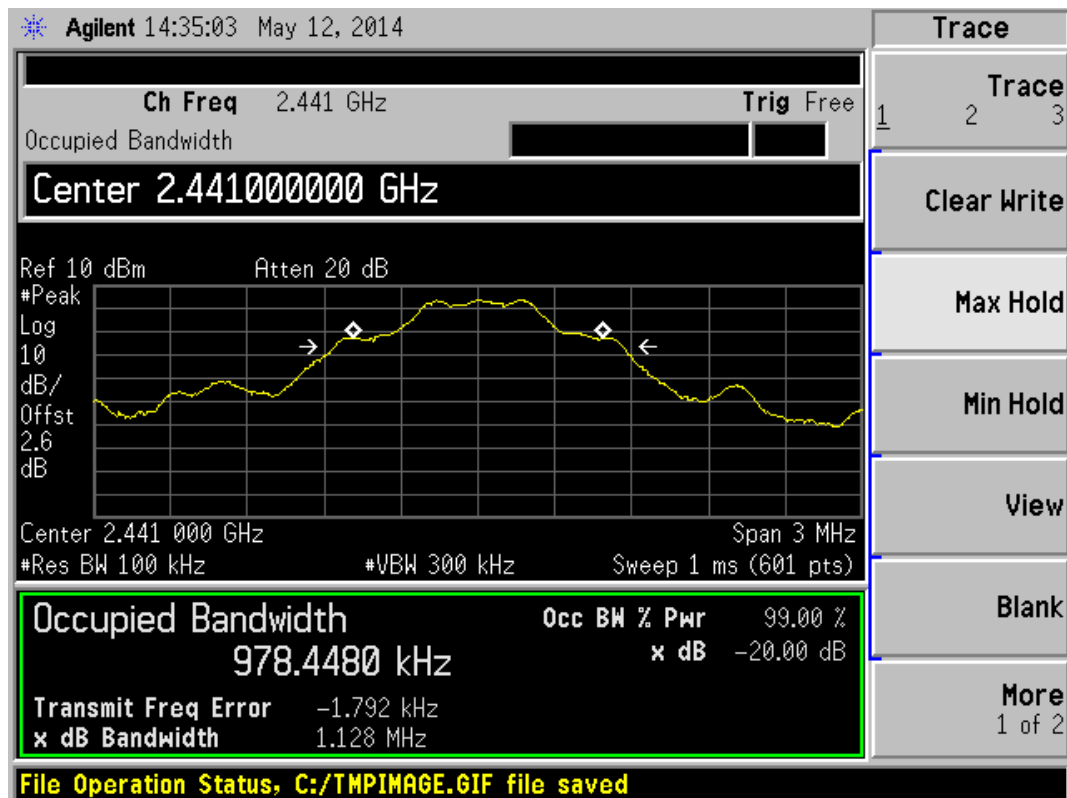 Agilent 14:35:03 May 12, 2014
Trace
Ch Freq 2.441 GHz Trig Free
Occupied Bandwidth
Center 2.441000000 GHz
Ref 10 dBm Atten 20 dB
#Peak
Log
10
dB/
Offst
2.6
dB
Center 2.441 000 GHz Span 3 MHz
#Res BW 100 kHz #VBW 300 kHz Sweep 1 ms (601 pts)
Occupied Bandwidth Occ BW % Pwr 99.00 %
978.4480 kHz x dB -20.00 dB
Transmit Freq Error -1.792 kHz
x dB Bandwidth 1.128 MHz
File Operation Status, C:/TMPIMAGE.GIF file saved
Trace
1 2 3
Clear Write
Max Hold
Min Hold
View
Blank
More
1 of 2